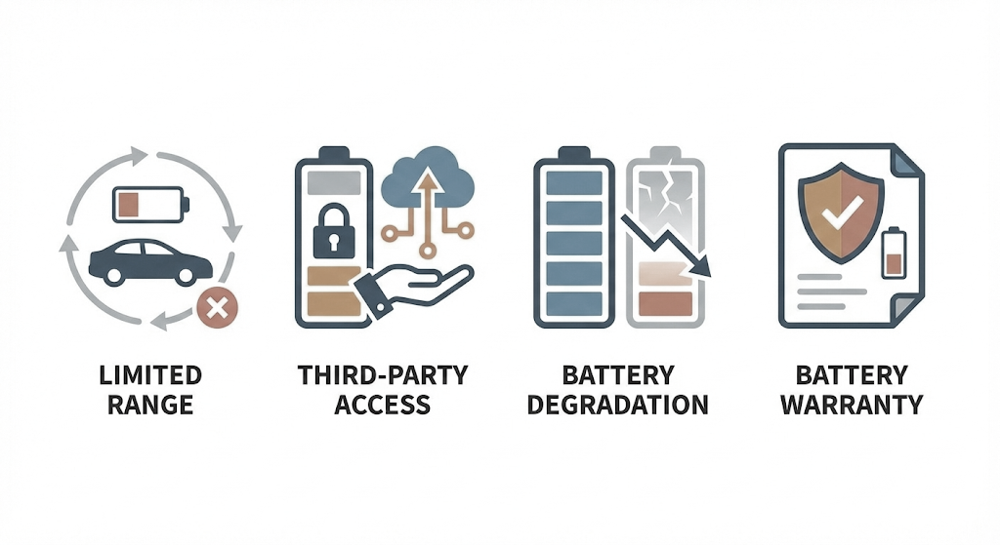 LIMITED
RANGE
THIRD-PARTY
ACCESS
BATTERY
DEGRADATION
BATTERY
WARRANTY